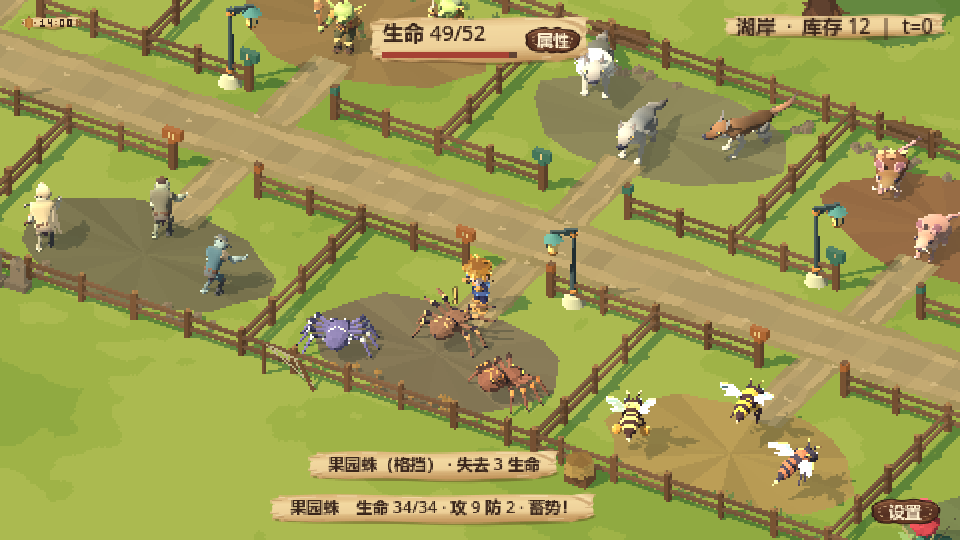 14:00
生命 49/52
属性
湖岸 · 库存 12 | t=0
果园蛛（格挡）· 失去 3 生命
果园蛛 生命 34/34 · 攻 9 防 2 · 蓄势!
设置